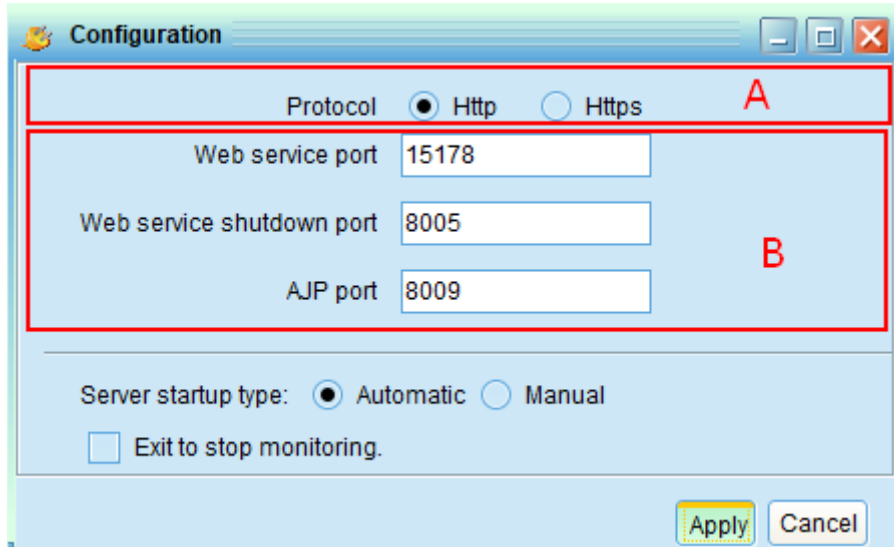 Configuration
Protocol Http Https A
Web service port 15178
Web service shutdown port 8005
B
AJP port 8009
Server startup type: Automatic Manual
Exit to stop monitoring.
Apply Cancel